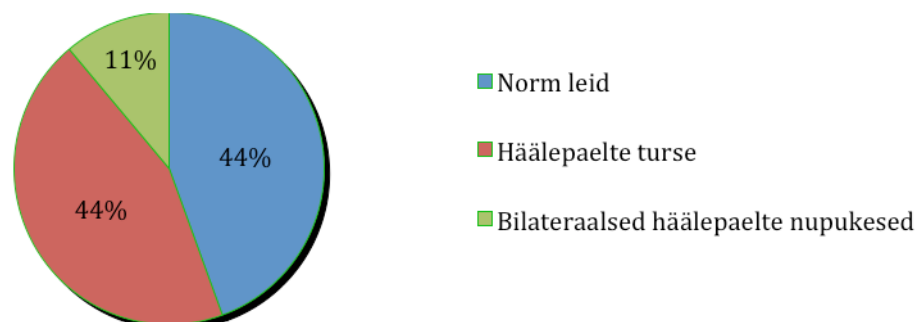 11%
44%
44%
Norm leid
Häälepaelte turse
Bilateraalsed häälepaelte nupukesed